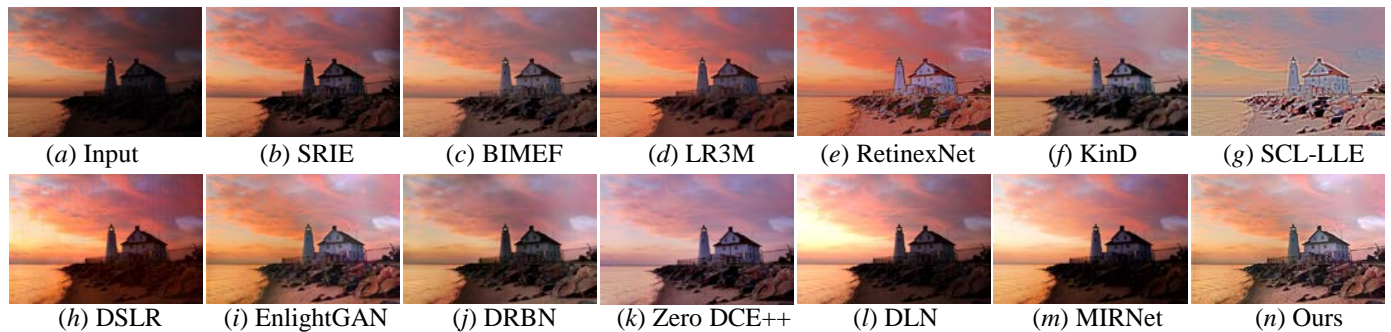 (a) Input (b) SRIE (c) BIMEF (d) LR3M (e) RetinexNet (f) KinD (g) SCL-LLE
(h) DSLR (i) EnlightGAN (j) DRBN (k) Zero DCE++ (l) DLN (m) MIRNet (n) Ours